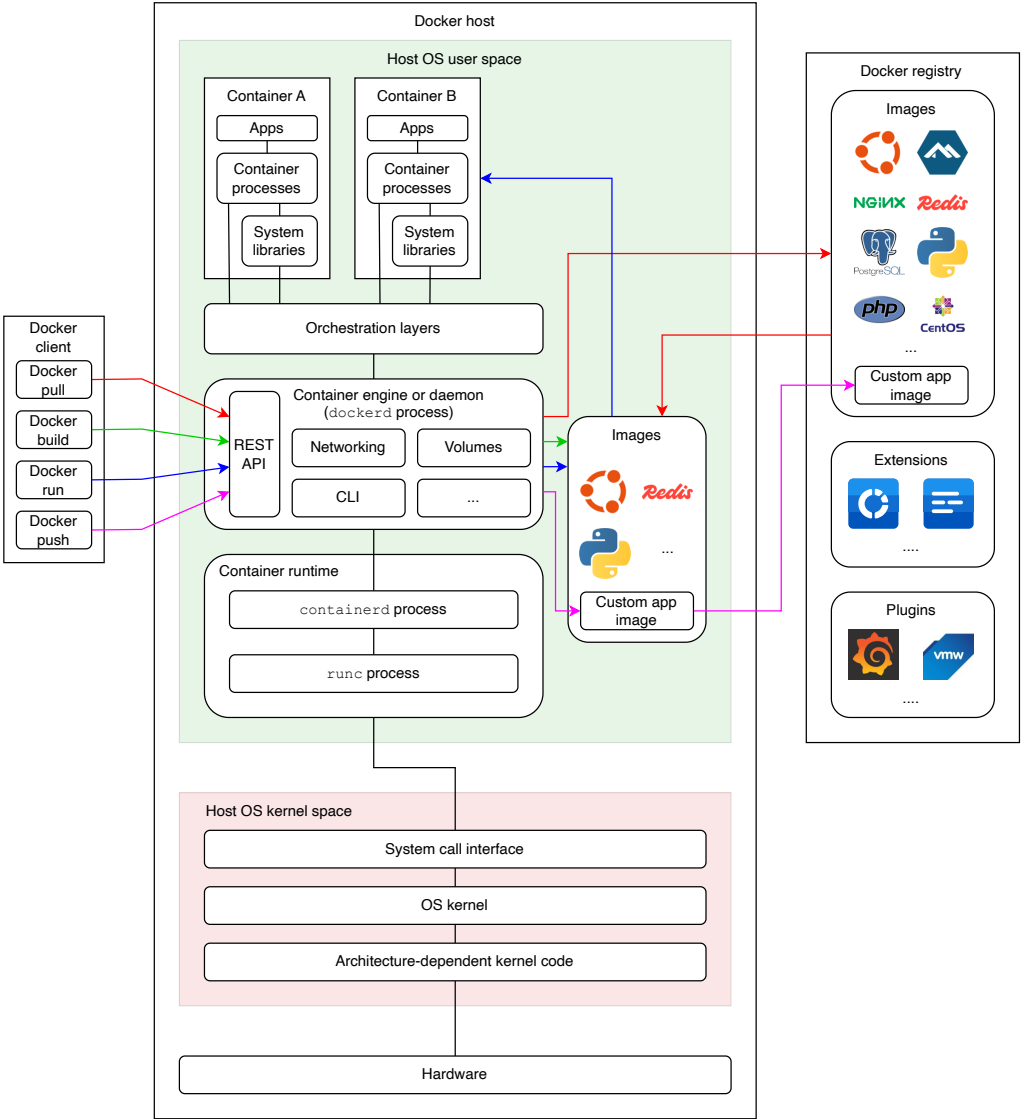 Docker host
Host OS user space
Container A
Apps
Container
processes
System
libraries
Container B
Apps
Container
processes
System
libraries
Orchestration layers
Docker
client
Docker
pull
Docker
build
Docker
run
Docker
push
Container engine or daemon
(dockerd process)
REST
API
Networking
Volumes
CLI
...
Container runtime
containerd process
runc process
Images
Redis
...
Custom app
image
Host OS kernel space
System call interface
OS kernel
Architecture-dependent kernel code
Hardware
Docker registry
Images
NGINX
Redis
PostgreSQL
php
CentOS
...
Custom app
image
Extensions
....
Plugins
vmw
....